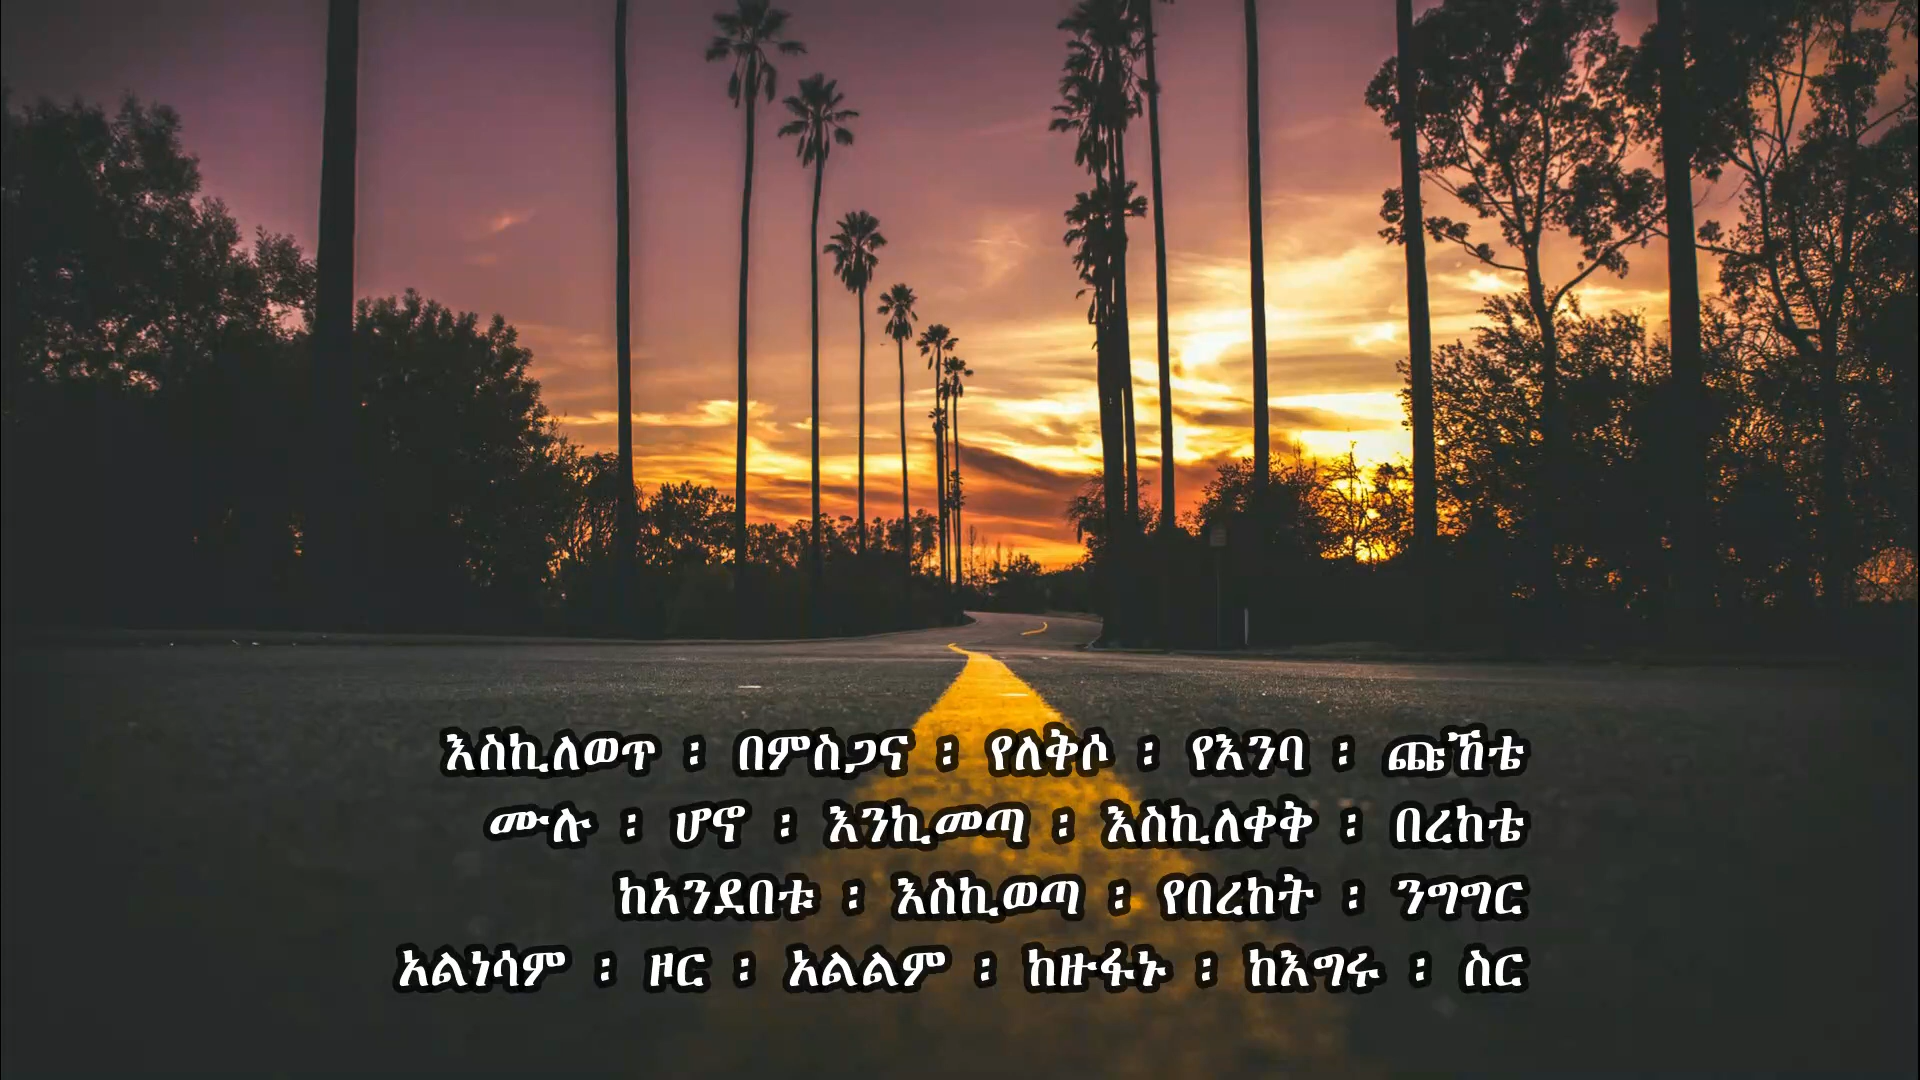 እስኪለወጥ ፡ በምስጋና ፡ የለቅሶ ፡ የእንባ ፡ ጩኸቴ
ሙሉ ፡ ሆኖ ፡ እንኪመጣ ፡ እስኪለቀቅ ፡ በረከቴ
ከአንደበቱ ፡ እስኪወጣ ፡ የበረከት ፡ ንግግር
አልነሳም ፡ ዞር ፡ አልልም ፡ ከዙፋኑ ፡ ከእግሩ ፡ ስር